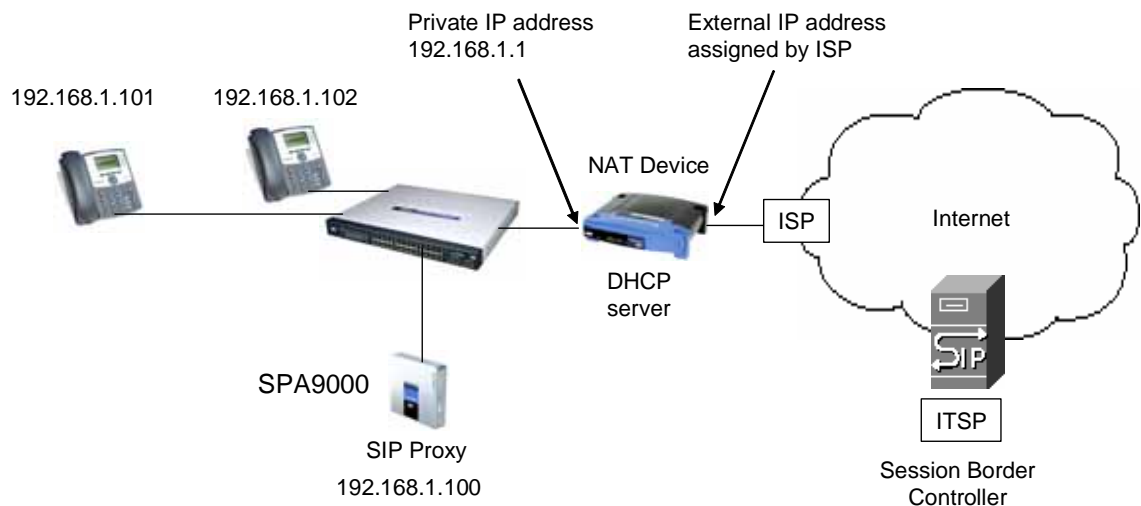 Private IP address
192.168.1.1
External IP address
assigned by ISP
192.168.1.101
192.168.1.102
NAT Device
ISP
Internet
DHCP
server
SPA9000
SIP Proxy
192.168.1.100
SIP
ITSP
Session Border
Controller